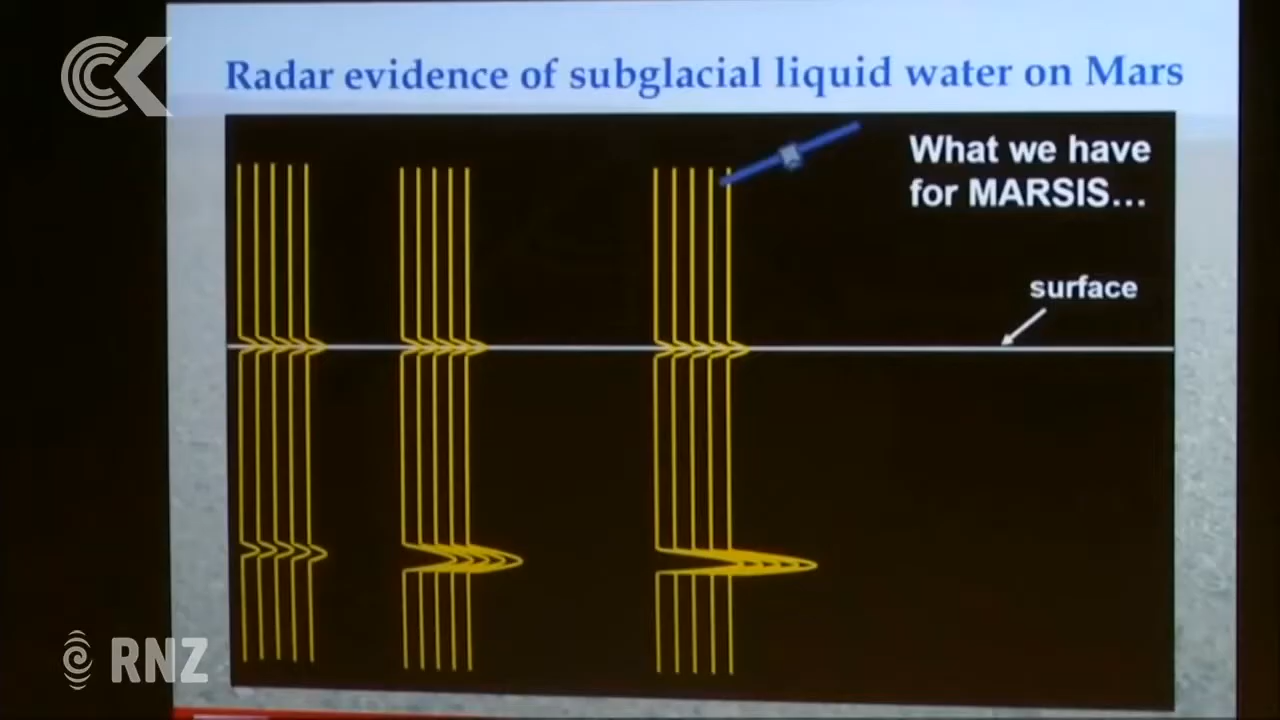 Radar evidence of subglacial liquid water on Mars
What we have
for MARSIS...
surface
RNZ